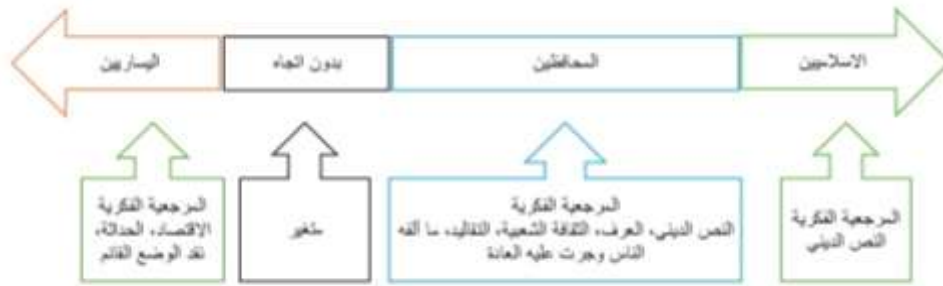 الاسلاميين
المحافظين
بدون اتجاه
اليساريين
المرجعية الفكرية
النص الديني
المرجعية الفكرية
النص الديني، العرف، الثقافة الشعبية، التقاليد، ما ألفه
الناس وجرت عليه العادة
متغير
المرجعية الفكرية
الاقتصاد، الحداثة،
نقد الوضع القائم